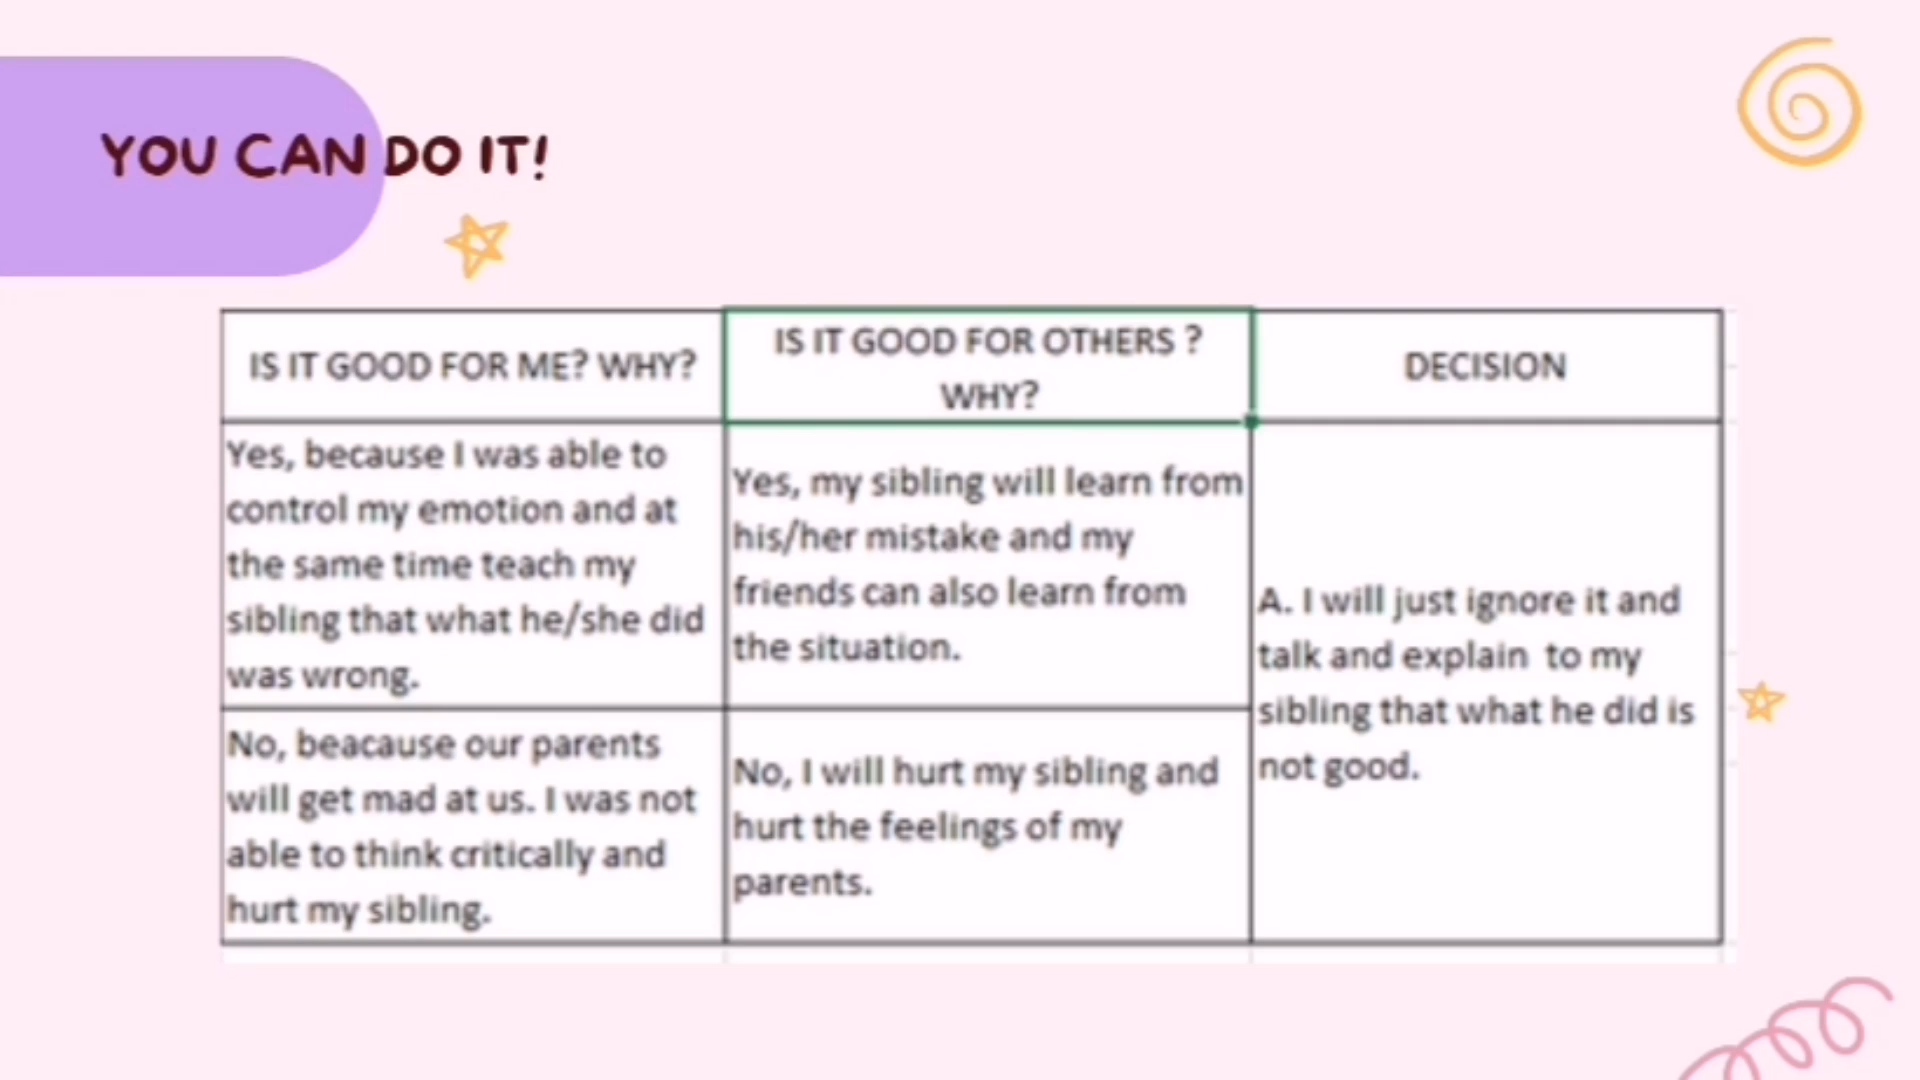 YOU CAN DO IT!
IS IT GOOD FOR ME? WHY?
IS IT GOOD FOR OTHERS ?
WHY?
DECISION
Yes, because I was able to
control my emotion and at
the same time teach my
sibling that what he/she did
was wrong.
Yes, my sibling will learn from
his/her mistake and my
friends can also learn from
the situation.
A. I will just ignore it and
talk and explain to my
sibling that what he did is
not good.
No, beacause our parents
will get mad at us. I was not
able to think critically and
hurt my sibling.
No, I will hurt my sibling and
hurt the feelings of my
parents.